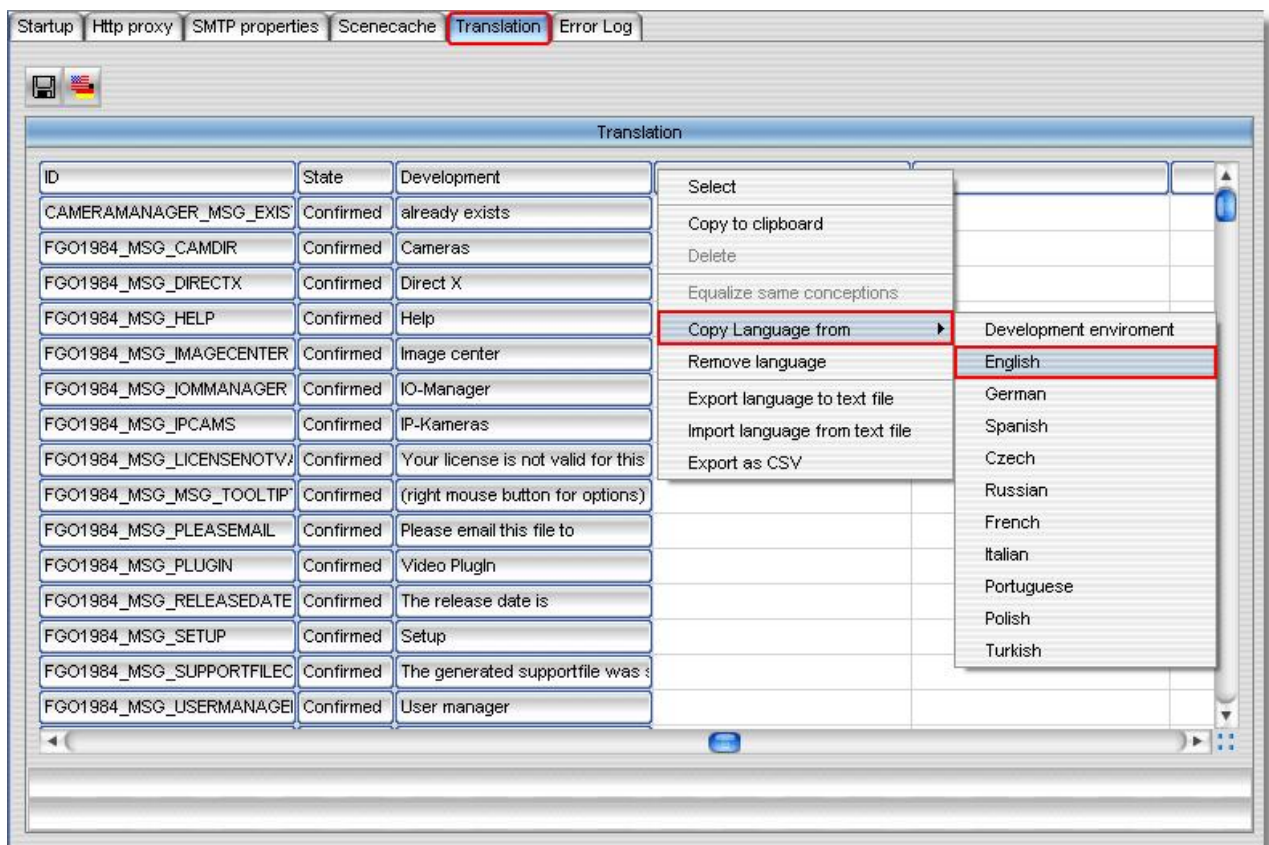 Startup Http proxy SMTP properties Scenecache Translation Error Log
Translation
ID State Development
CAMERAMANAGER_MSG_EXIS Confirmed already exists
FGO1984_MSG_CAMDIR Confirmed Cameras
FGO1984_MSG_DIRECTX Confirmed Direct X
FGO1984_MSG_HELP Confirmed Help
FGO1984_MSG_IMAGECENTER Confirmed Image center
FGO1984_MSG_IOMMANAGER Confirmed IO-Manager
FGO1984_MSG_IPCAMS Confirmed IP-Kameras
FGO1984_MSG_LICENSENOTVA Confirmed Your license is not valid for this
FGO1984_MSG_MSG_TOOLTIP Confirmed (right mouse button for options)
FGO1984_MSG_PLEASEMAIL Confirmed Please email this file to
FGO1984_MSG_PLUGIN Confirmed Video PlugIn
FGO1984_MSG_RELEASEDATE Confirmed The release date is
FGO1984_MSG_SETUP Confirmed Setup
FGO1984_MSG_SUPPORTFILEC Confirmed The generated supportfile was s
FGO1984_MSG_USERMANAGE Confirmed User manager
Select
Copy to clipboard
Delete
Equalize same conceptions
Copy Language from
Remove language
Export language to text file
Import language from text file
Export as CSV
Development enviroment
English
German
Spanish
Czech
Russian
French
Italian
Portuguese
Polish
Turkish